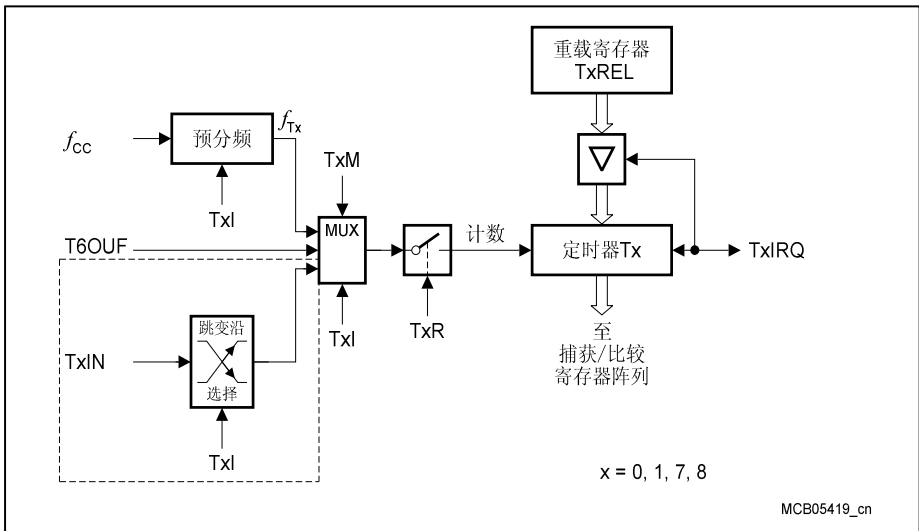 重载寄存器
TxREL
fCC
预分频
fTx
TxI
TxM
MUX
T6OUF
计数
定时器Tx
TxIRQ
TxI
TxR
至
捕获/比较
寄存器阵列
TxIN
跳变沿
选择
TxI
x = 0, 1, 7, 8
MCB05419_cn